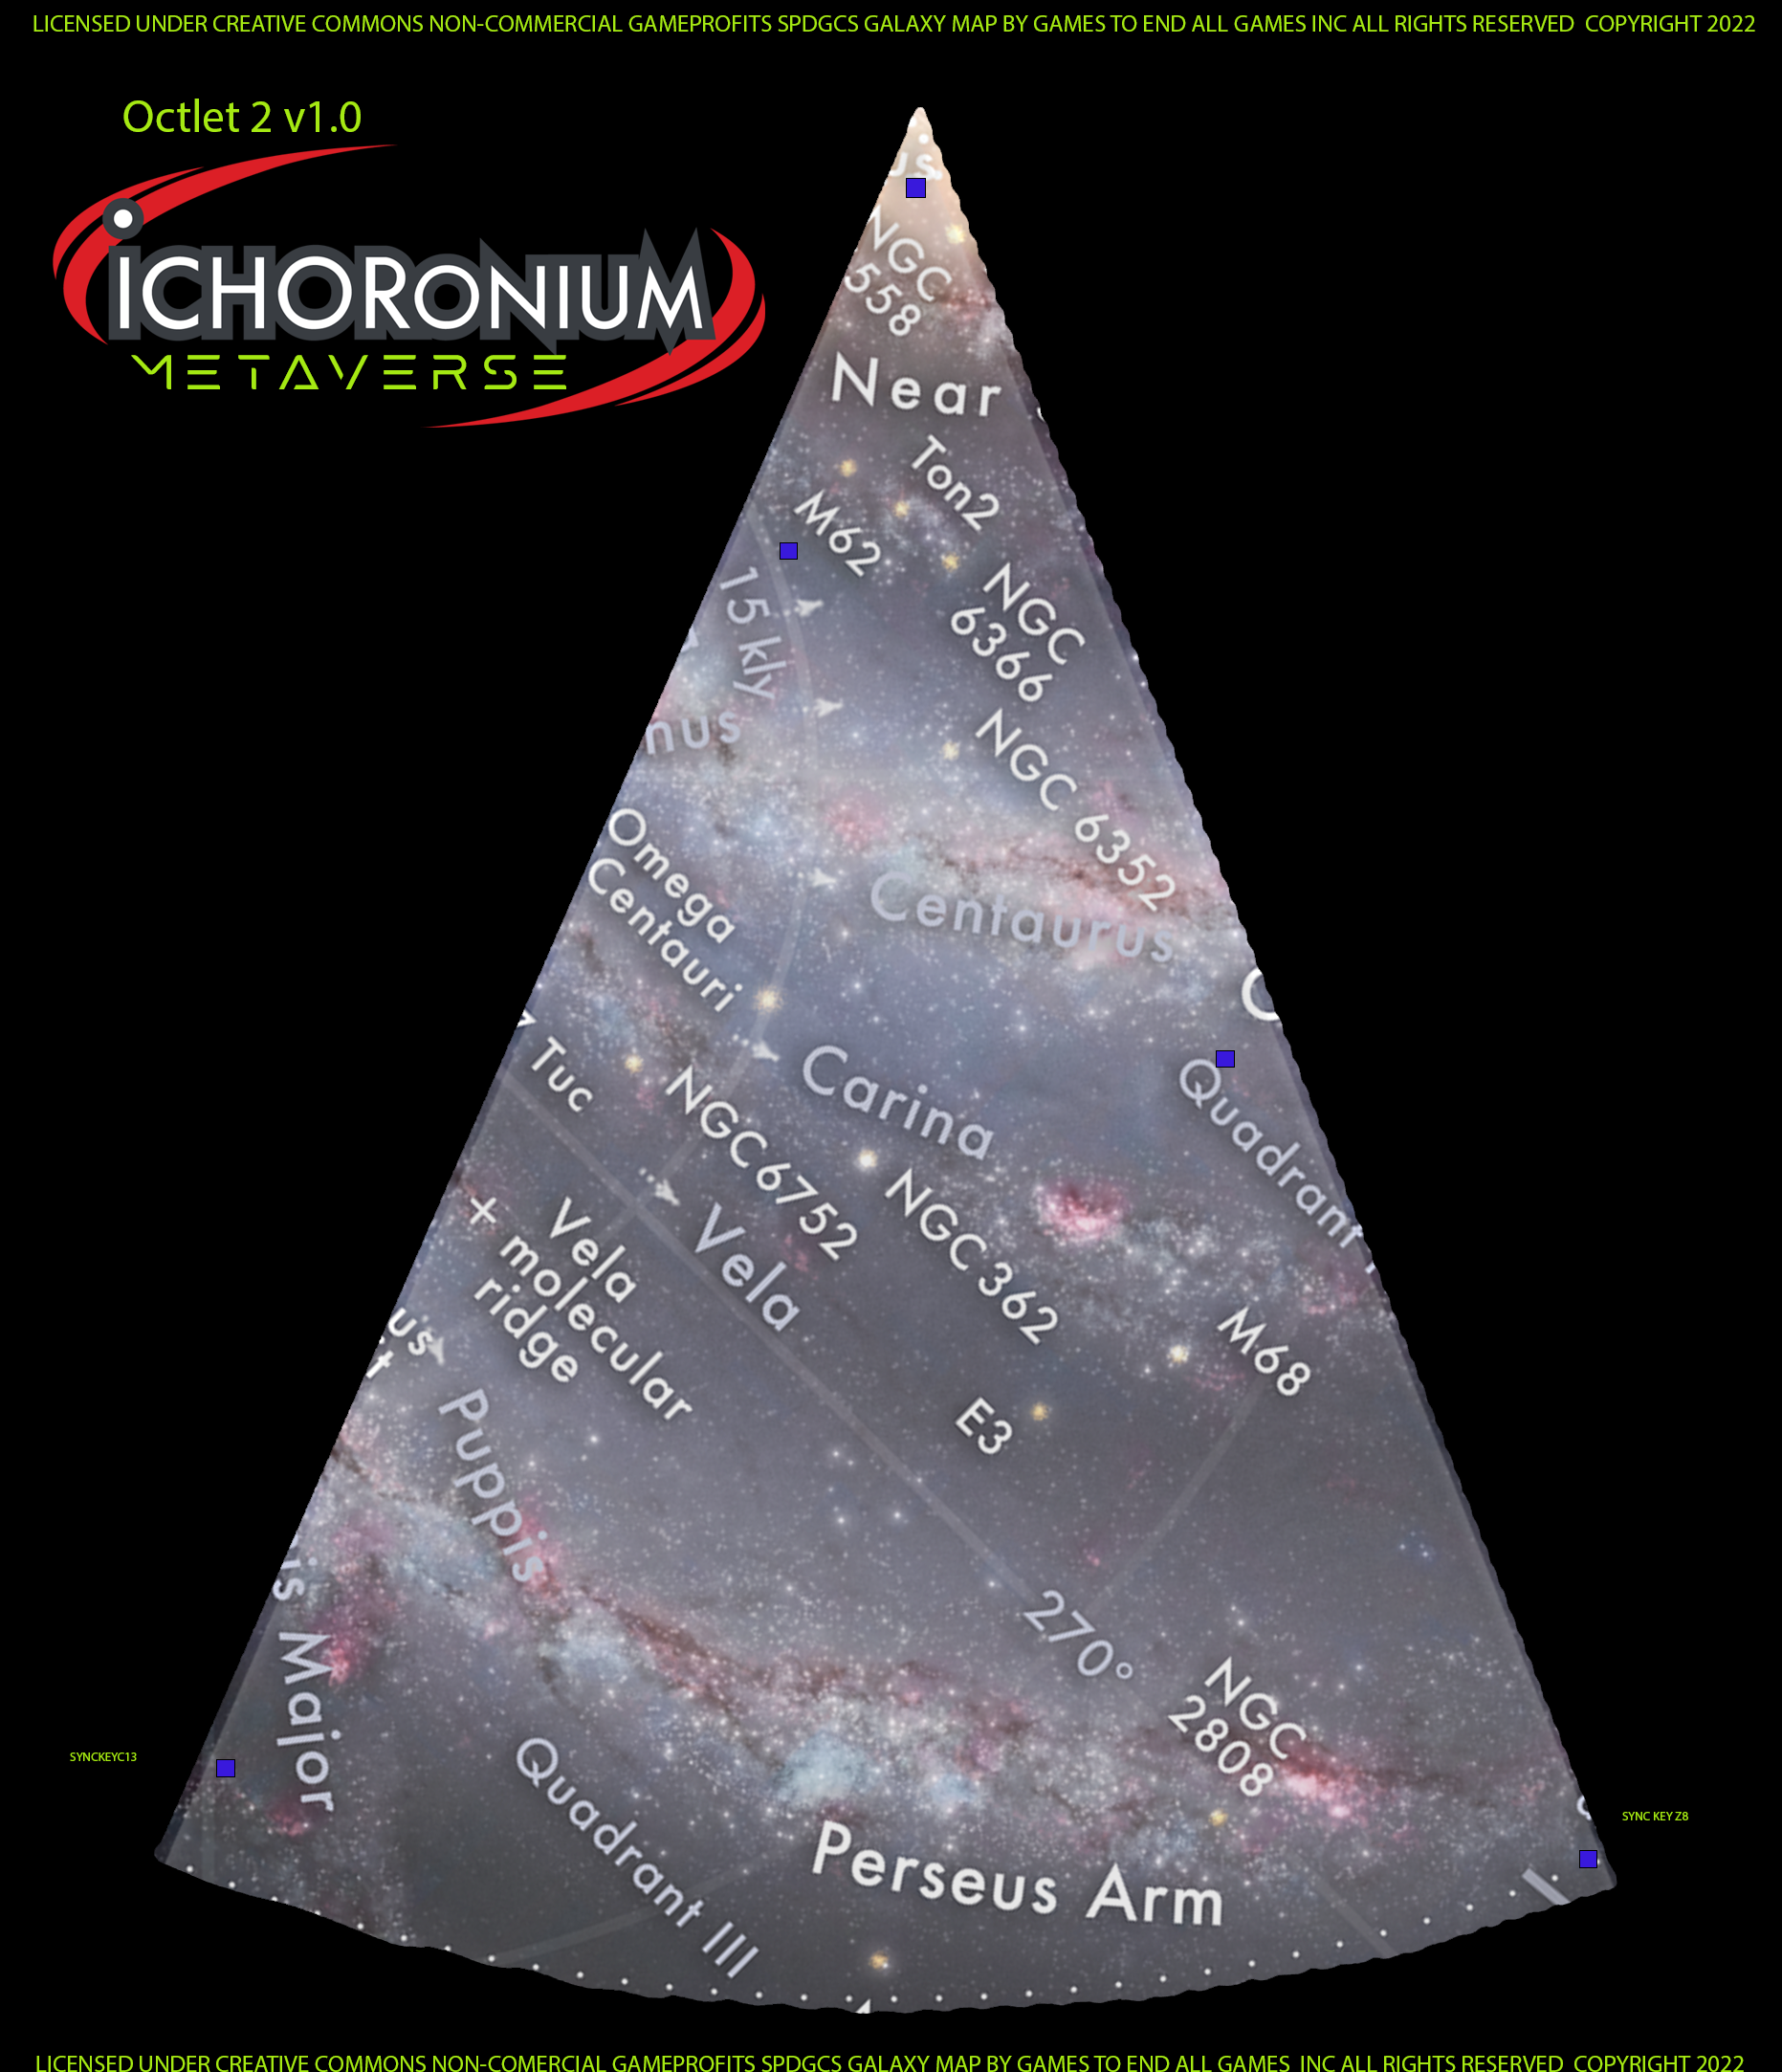 LICENSED UNDER CREATIVE COMMONS NON-COMMERCIAL GAMEPROFITS SPDGCS GALAXY MAP BY GAMES TO END ALL GAMES INC ALL RIGHTS RESERVED COPYRIGHT 2022
Octlet 2 v1.0
ICHORONIUM
METAVERSE
us
NGC
558
Near
Ton2
M62
NGC
6366
15 kly
nus
NGC 6352
Omega
Centauri
Centaurus
C
Tuc
NGC6752
Carina
Quadrant
Vela
molecular
ridge
Vela
NGC 362
M68
us
t
E3
Puppis
is Major
270°
NGC
2808
SYNCKEYC13
SYNC KEY Z8
Quadrant III
Perseus Arm
I
LICENSED UNDER CREATIVE COMMONS NON-COMERCIAL GAMEPROFITS SPDGCS GALAXY MAP BY GAMES TO END ALL GAMES INC ALL RIGHTS RESERVED COPYRIGHT 2022